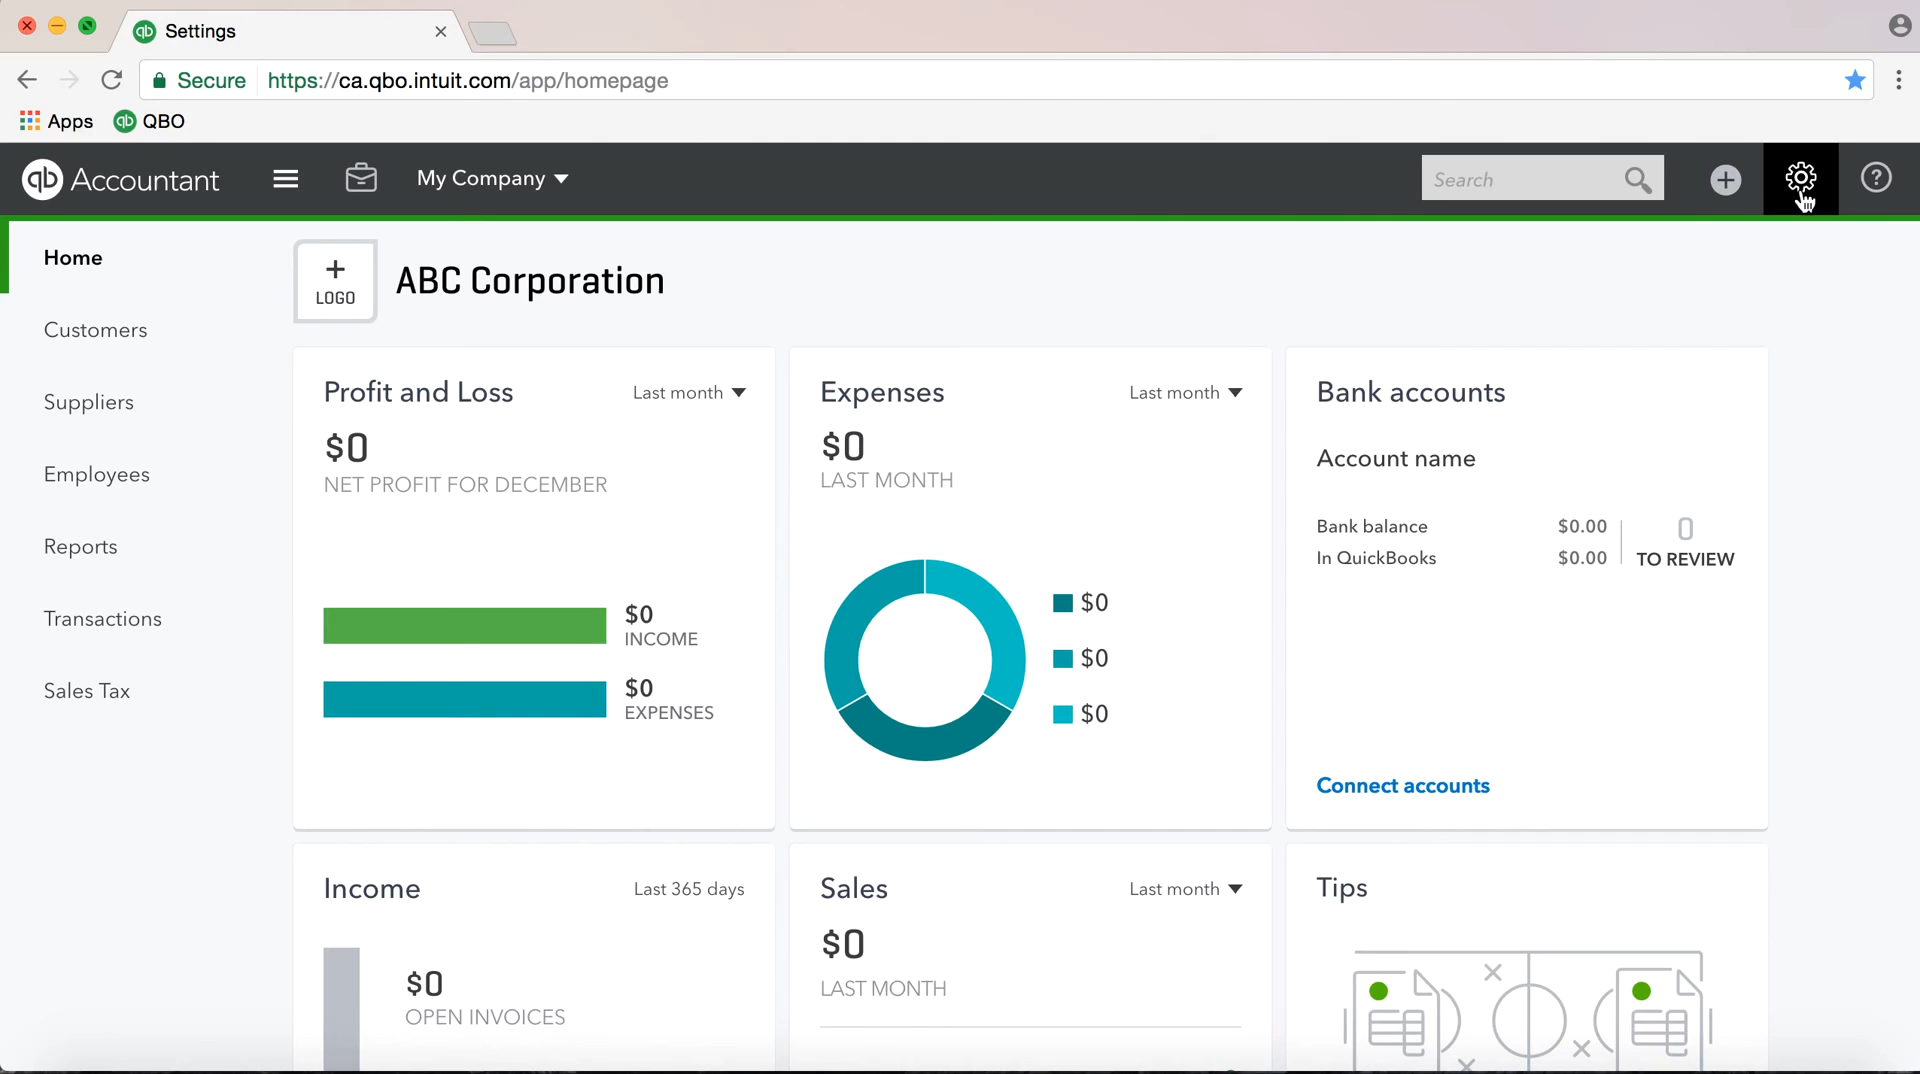 Settings
Secure https://ca.qbo.intuit.com/app/homepage
Apps QBO
qb Accountant My Company Search
Home
Customers
Suppliers
Employees
Reports
Transactions
Sales Tax
+ LOGO
ABC Corporation
Profit and Loss Last month
$0
NET PROFIT FOR DECEMBER
$0
INCOME
$0
EXPENSES
Expenses Last month
$0
LAST MONTH
$0
$0
$0
Bank accounts
Account name
Bank balance $0.00
In QuickBooks $0.00
0
TO REVIEW
Connect accounts
Income Last 365 days
$0
OPEN INVOICES
Sales Last month
$0
LAST MONTH
Tips